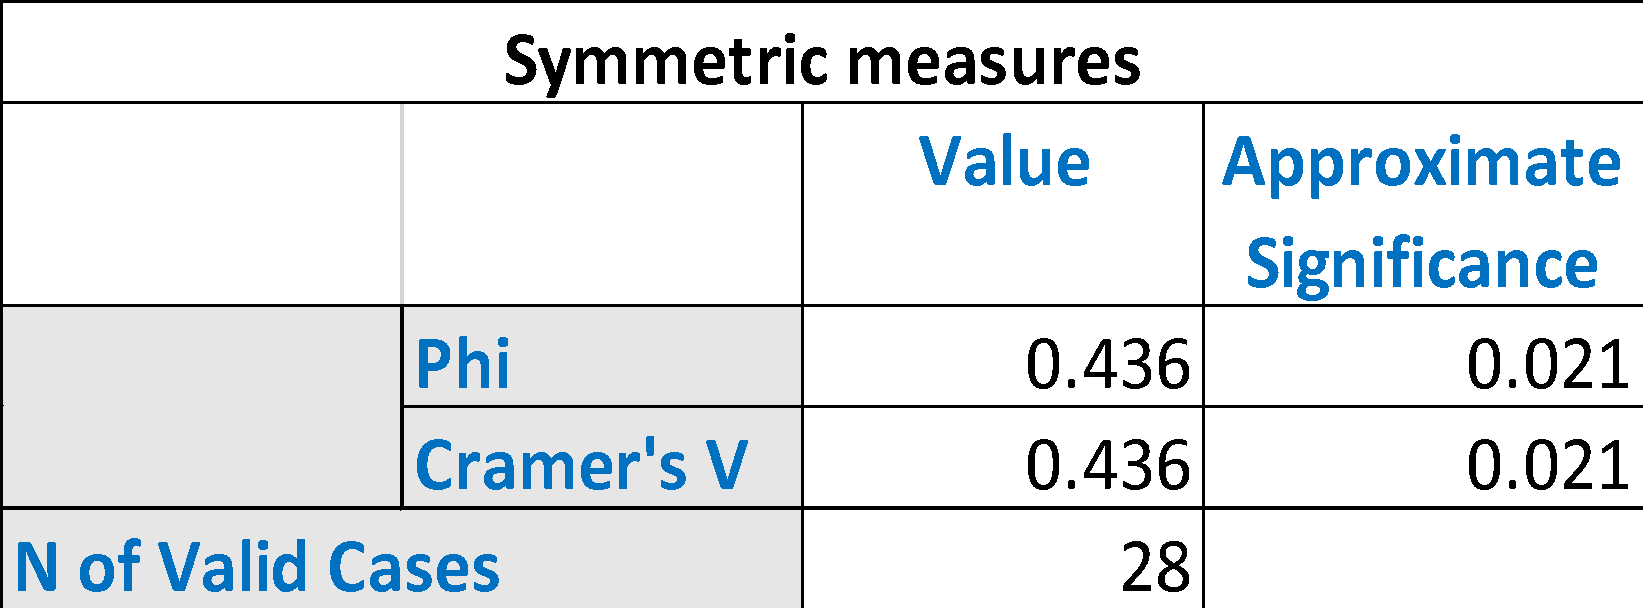 Symmetric measures
Value
Approximate
Significance
Phi 0.436 0.021
Cramer's V 0.436 0.021
N of Valid Cases 28